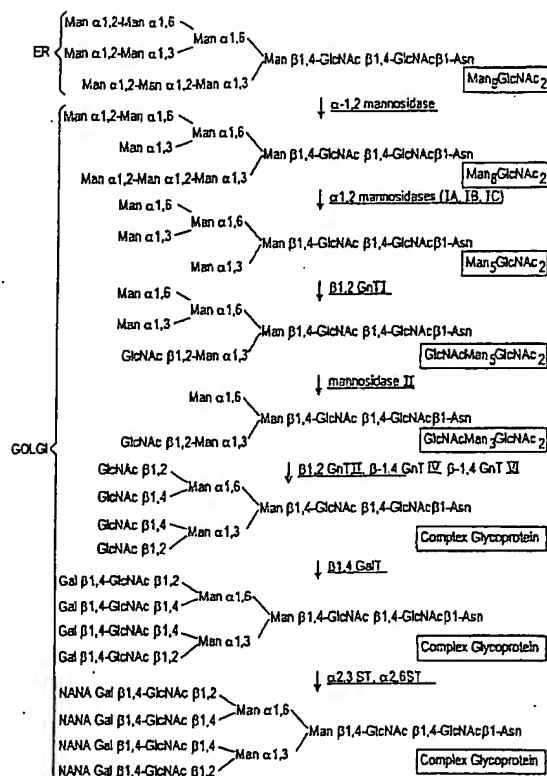 Man α1,2-Man α1,6
Man α1,6
Man α1,2-Man α1,3
ER
Man β1,4-GlcNAc β1,4-GlcNAcβ1-Asn
Man α1,2-Man α1,2-Man α1,3
Man9GlcNAc2
α-1,2 mannosidase
Man α1,2-Man α1,6
Man α1,6
Man α1,3
Man β1,4-GlcNAc β1,4-GlcNAcβ1-Asn
Man α1,2-Man α1,2-Man α1,3
Man8GlcNAc2
α1,2 mannosidases (IA, IB, IC)
Man α1,6
Man α1,6
Man α1,3
Man β1,4-GlcNAc β1,4-GlcNAcβ1-Asn
Man α1,3
Man5GlcNAc2
β1,2 GnTI
Man α1,6
Man α1,6
Man α1,3
Man β1,4-GlcNAc β1,4-GlcNAcβ1-Asn
GlcNAc β1,2-Man α1,3
GlcNAcMan5GlcNAc2
mannosidase II
Man α1,6
Man β1,4-GlcNAc β1,4-GlcNAcβ1-Asn
GlcNAc β1,2-Man α1,3
GlcNAcMan3GlcNAc2
GOLGI
β1,2 GnTII, β-1,4 GnT IV, β-1,4 GnT VI
GlcNAc β1,2
Man α1,6
GlcNAc β1,4
Man β1,4-GlcNAc β1,4-GlcNAcβ1-Asn
GlcNAc β1,4
Man α1,3
GlcNAc β1,2
Complex Glycoprotein
β1,4 GalT
Gal β1,4-GlcNAc β1,2
Man α1,6
Gal β1,4-GlcNAc β1,4
Man β1,4-GlcNAc β1,4-GlcNAcβ1-Asn
Gal β1,4-GlcNAc β1,4
Man α1,3
Gal β1,4-GlcNAc β1,2
Complex Glycoprotein
α2,3 ST, α2,6ST
NANA Gal β1,4-GlcNAc β1,2
Man α1,6
NANA Gal β1,4-GlcNAc β1,4
Man β1,4-GlcNAc β1,4-GlcNAcβ1-Asn
NANA Gal β1,4-GlcNAc β1,4
Man α1,3
NANA Gal β1,4-GlcNAc β1,2
Complex Glycoprotein